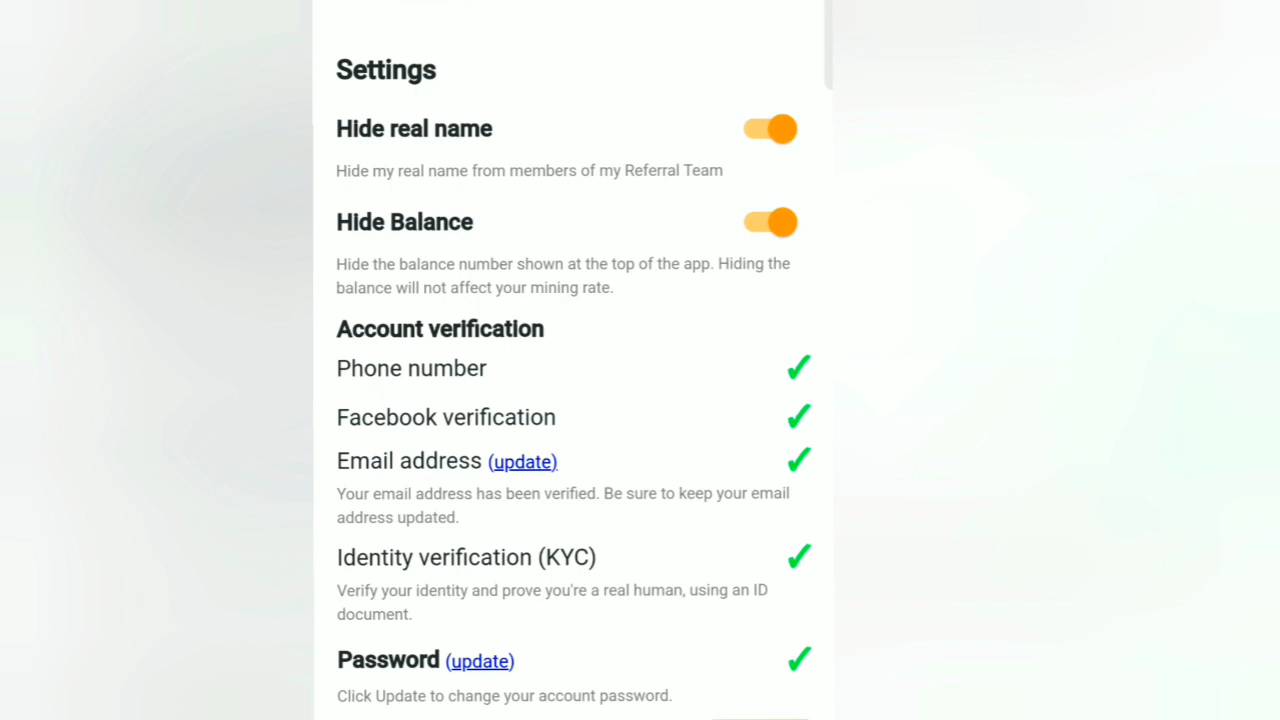 Settings
Hide real name
Hide my real name from members of my Referral Team
Hide Balance
Hide the balance number shown at the top of the app. Hiding the
balance will not affect your mining rate.
Account verification
Phone number
Facebook verification
Email address (update)
Your email address has been verified. Be sure to keep your email
address updated.
Identity verification (KYC)
Verify your identity and prove you're a real human, using an ID
document.
Password (update)
Click Update to change your account password.